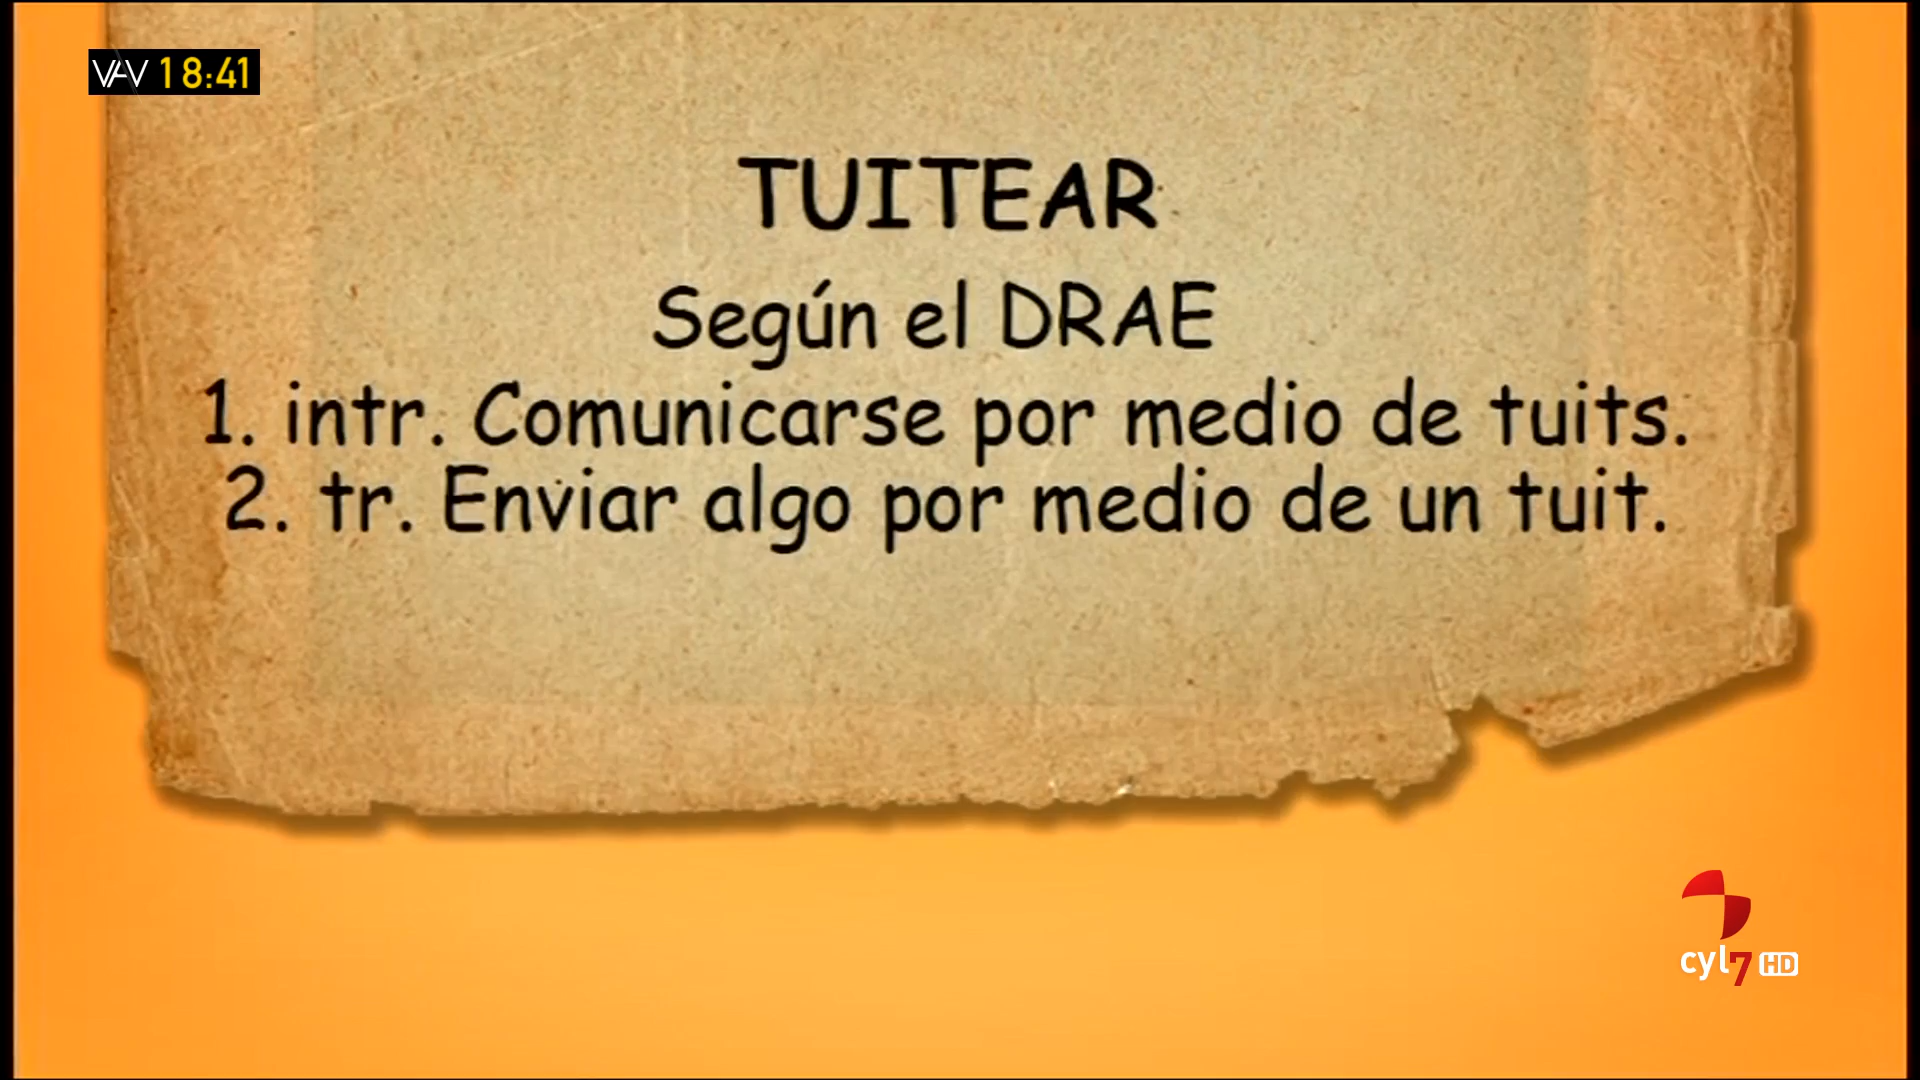 VAV 18:41
TUITEAR
Según el DRAE
1. intr. Comunicarse por medio de tuits.
2. tr. Enviar algo por medio de un tuit.
cyl7 HD